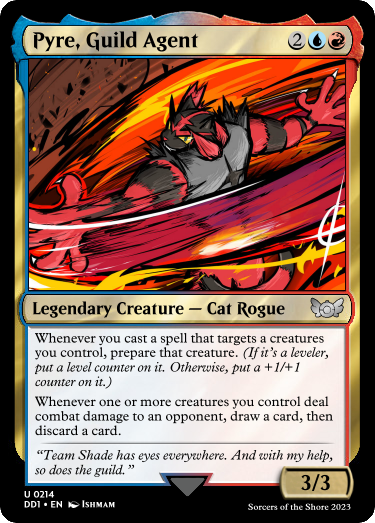 Pyre, Guild Agent 2
Legendary Creature — Cat Rogue
Whenever you cast a spell that targets a creatures
you control, prepare that creature. (If it's a leveler,
put a level counter on it. Otherwise, put a +1/+1
counter on it.)
Whenever one or more creatures you control deal
combat damage to an opponent, draw a card, then
discard a card.
“Team Shade has eyes everywhere. And with my help,
so does the guild.”
3/3
U 0214
DD1 • EN Ishmam
Sorcers of the Shore 2023